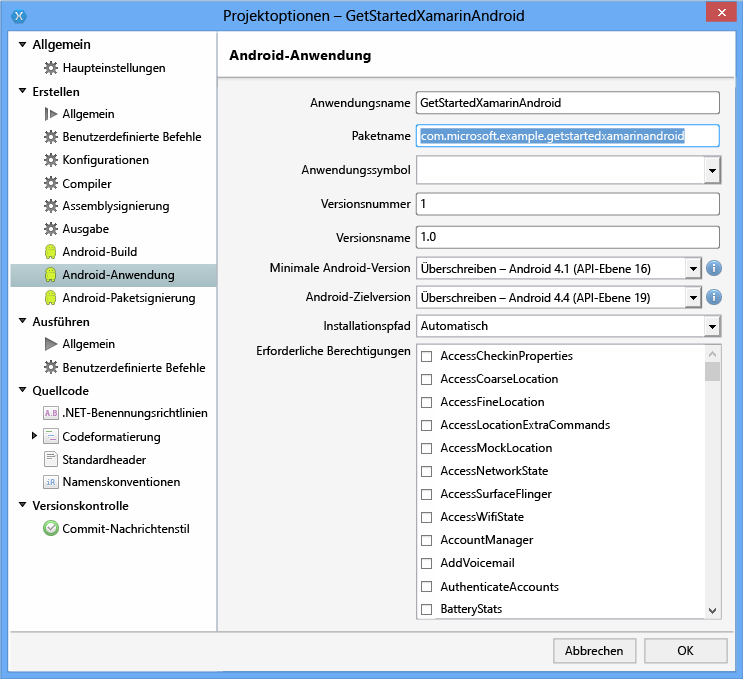 Projektoptionen – GetStartedXamarinAndroid
Allgemein
Haupteinstellungen
Erstellen
Allgemein
Benutzerdefinierte Befehle
Konfigurationen
Compiler
Assemblysignierung
Ausgabe
Android-Build
Android-Anwendung
Android-Paketsignierung
Ausführen
Allgemein
Benutzerdefinierte Befehle
Quellcode
A.B .NET-Benennungsrichtlinien
Codeformatierung
Standardheader
iR Namenskonventionen
Versionskontrolle
Commit-Nachrichtenstil
Android-Anwendung
Anwendungsname GetStartedXamarinAndroid
Paketname com.microsoft.example.getstartedxamarinandroid
Anwendungssymbol
Versionsnummer 1
Versionsname 1.0
Minimale Android-Version Überschreiben – Android 4.1 (API-Ebene 16)
Android-Zielversion Überschreiben – Android 4.4 (API-Ebene 19)
Installationspfad Automatisch
Erforderliche Berechtigungen AccessCheckinProperties
AccessCoarseLocation
AccessFineLocation
AccessLocationExtraCommands
AccessMockLocation
AccessNetworkState
AccessSurfaceFlinger
AccessWifiState
AccountManager
AddVoicemail
AuthenticateAccounts
BatteryStats
Abbrechen OK